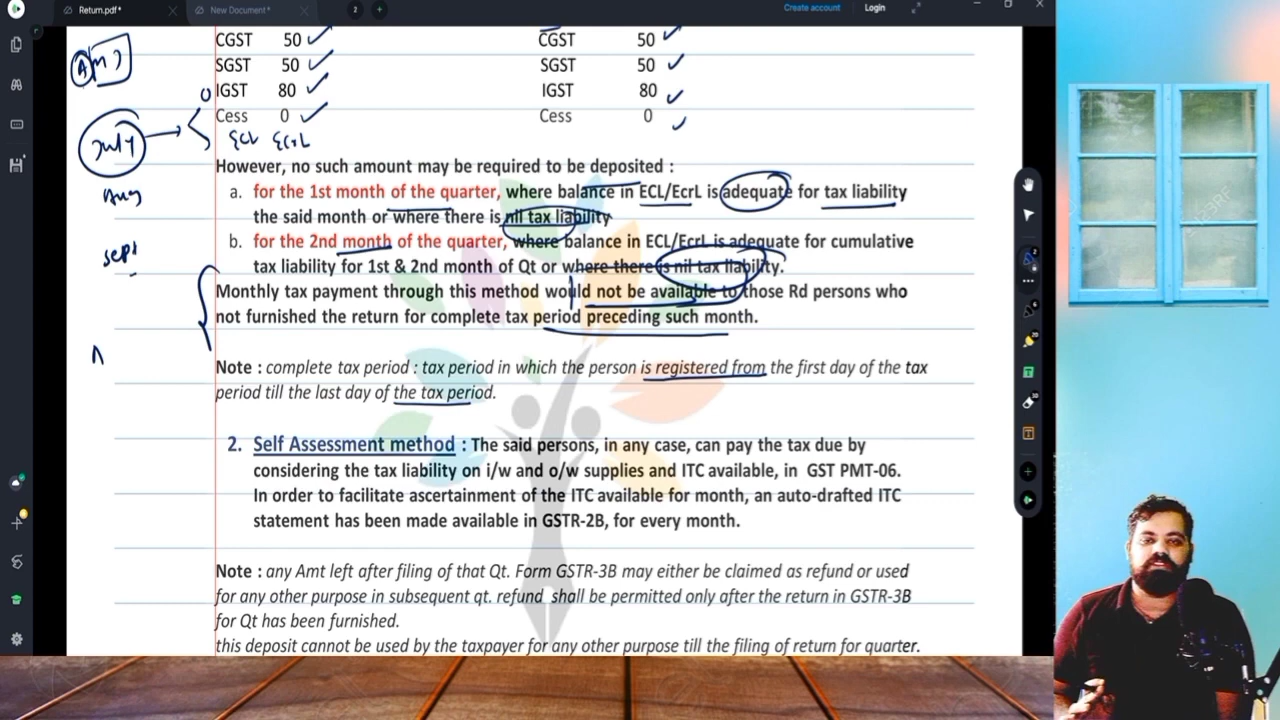 Return.pdf*
New Document*
2
Create account
Login
CGST 50 CGST 50
SGST 50 SGST 50
IGST 80 IGST 80
Cess 0 Cess 0
July
Aug
Sept
ECL
However, no such amount may be required to be deposited :
a. for the 1st month of the quarter, where balance in ECL/EcrL is adequate for tax liability
the said month or where there is nil tax liability
b. for the 2nd month of the quarter, where balance in ECL/EcrL is adequate for cumulative
tax liability for 1st & 2nd month of Qt or where there is nil tax liability.
Monthly tax payment through this method would not be available to those Rd persons who
not furnished the return for complete tax period preceding such month.
Note : complete tax period : tax period in which the person is registered from the first day of the tax
period till the last day of the tax period.
2. Self Assessment method : The said persons, in any case, can pay the tax due by
considering the tax liability on i/w and o/w supplies and ITC available, in GST PMT-06.
In order to facilitate ascertainment of the ITC available for month, an auto-drafted ITC
statement has been made available in GSTR-2B, for every month.
Note : any Amt left after filing of that Qt. Form GSTR-3B may either be claimed as refund or used
for any other purpose in subsequent qt. refund shall be permitted only after the return in GSTR-3B
for Qt has been furnished.
this deposit cannot be used by the taxpayer for any other purpose till the filing of return for quarter.